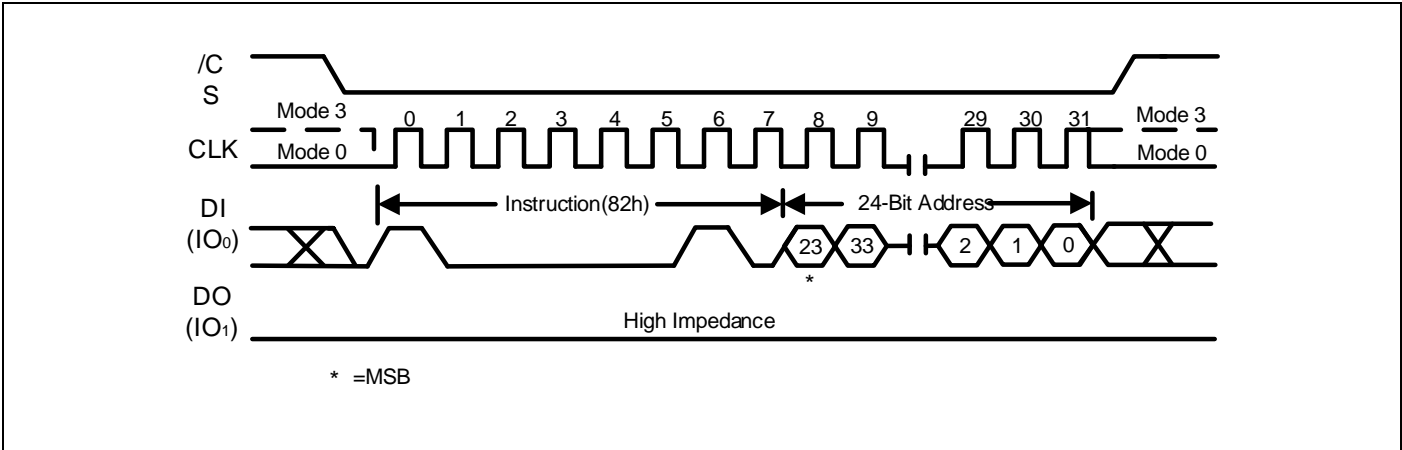 /C
S
Mode 3
0 1 2 3 4 5 6 7 8 9 29 30 31
Mode 3
CLK
Mode 0
Mode 0
DI
(IO₀)
Instruction(82h)
24-Bit Address
23 33 2 1 0
*
DO
(IO₁)
High Impedance
* =MSB